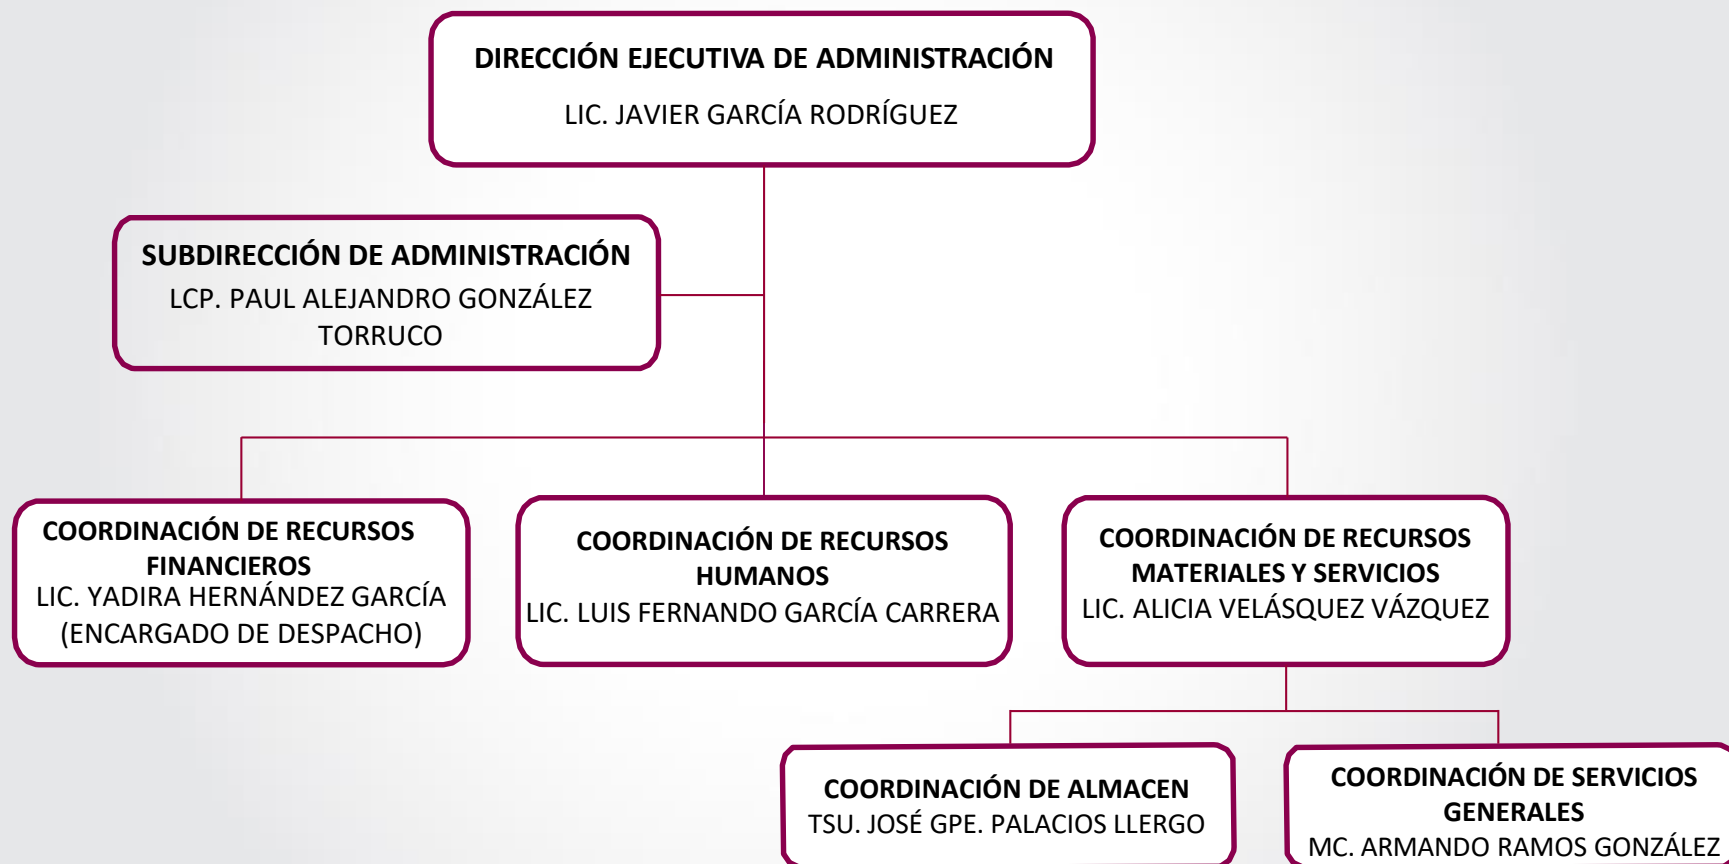 DIRECCIÓN EJECUTIVA DE ADMINISTRACIÓN
LIC. JAVIER GARCÍA RODRÍGUEZ
SUBDIRECCIÓN DE ADMINISTRACIÓN
LCP. PAUL ALEJANDRO GONZÁLEZ
TORRUCO
COORDINACIÓN DE RECURSOS
FINANCIEROS
LIC. YADIRA HERNÁNDEZ GARCÍA
(ENCARGADO DE DESPACHO)
COORDINACIÓN DE RECURSOS
HUMANOS
LIC. LUIS FERNANDO GARCÍA CARRERA
COORDINACIÓN DE RECURSOS
MATERIALES Y SERVICIOS
LIC. ALICIA VELÁSQUEZ VÁZQUEZ
COORDINACIÓN DE ALMACEN
TSU. JOSÉ GPE. PALACIOS LLERGO
COORDINACIÓN DE SERVICIOS
GENERALES
MC. ARMANDO RAMOS GONZÁLEZ